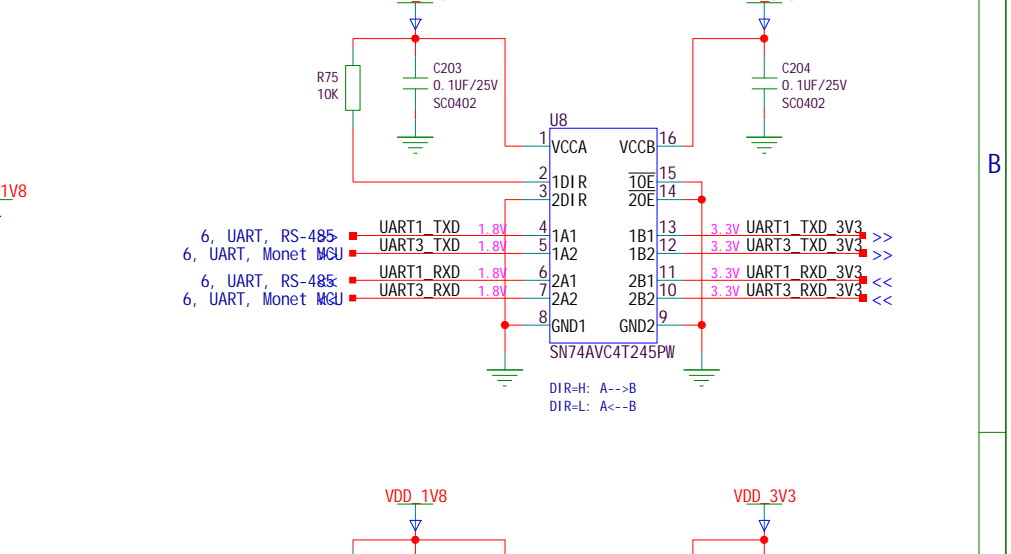 C203
0.1UF/25V
SC0402
R75
10K
C204
0.1UF/25V
SC0402
U8
1 VCCA VCCB 16
2 1DIR 1OE 15
3 2DIR 2OE 14
6, UART, RS-485 >> UART1_TXD 1.8V 4 1A1 1B1 13 3.3V UART1_TXD_3V3 >>
6, UART, Monet MCU >> UART3_TXD 1.8V 5 1A2 1B2 12 3.3V UART3_TXD_3V3 >>
6, UART, RS-485 << UART1_RXD 1.8V 6 2A1 2B1 11 3.3V UART1_RXD_3V3 <<
6, UART, Monet MCU << UART3_RXD 1.8V 7 2A2 2B2 10 3.3V UART3_RXD_3V3 <<
8 GND1 GND2 9
SN74AVC4T245PW
DIR=H: A-->B
DIR=L: A<--B
1V8
B
VDD_1V8
VDD_3V3